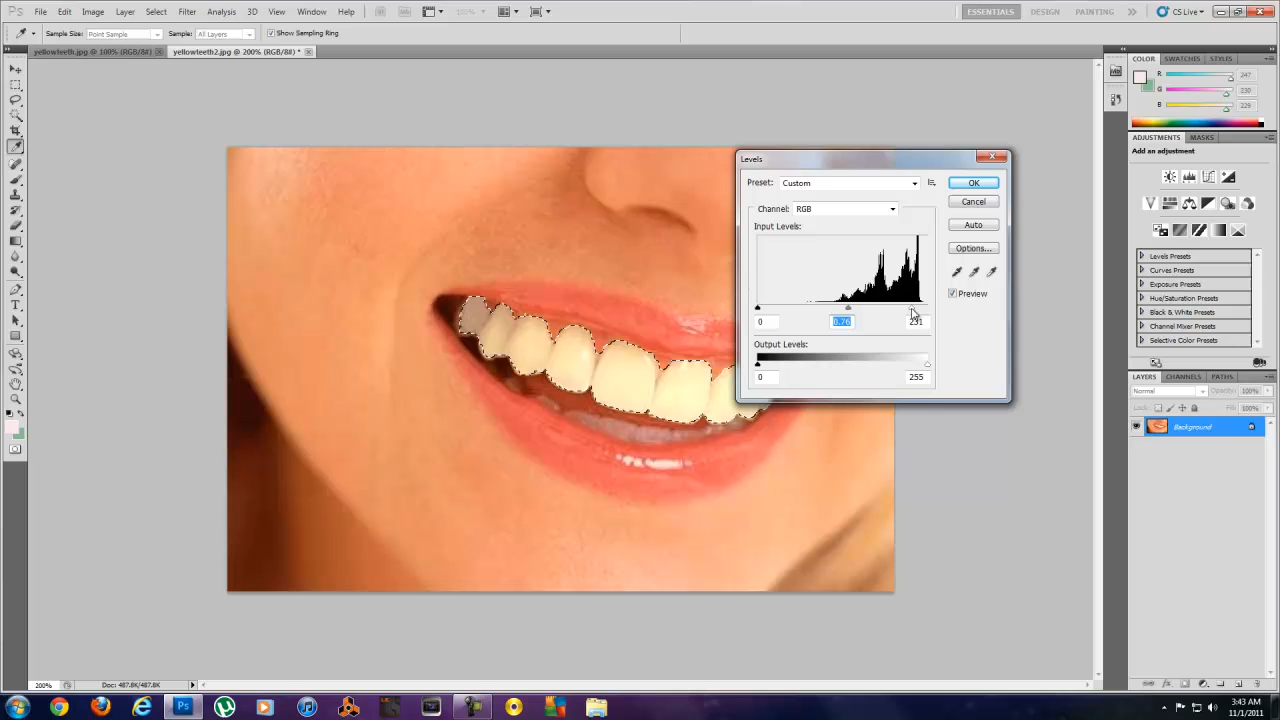 Ps File Edit Image Layer Select Filter Analysis 3D View Window Help 100% ESSENTIALS DESIGN PAINTING CS Live
Sample Size: Point Sample Sample: All Layers Show Sampling Ring
yellowteeth.jpg @ 100% (RGB/8#) yellowteeth2.jpg @ 200% (RGB/8#) *
COLOR SWATCHES STYLES
R 247
G 230
B 229
ADJUSTMENTS MASKS
Add an adjustment
Levels Presets
Curves Presets
Exposure Presets
Hue/Saturation Presets
Black & White Presets
Channel Mixer Presets
Selective Color Presets
LAYERS CHANNELS PATHS
Normal Opacity: 100%
Lock: Fill: 100%
Background
Levels
Preset: Custom OK
Cancel
Channel: RGB
Auto
Input Levels:
Options...
Preview
0 0.76 231
Output Levels:
0 255
200% Doc: 487.8K/487.8K
3:43 AM
11/1/2011